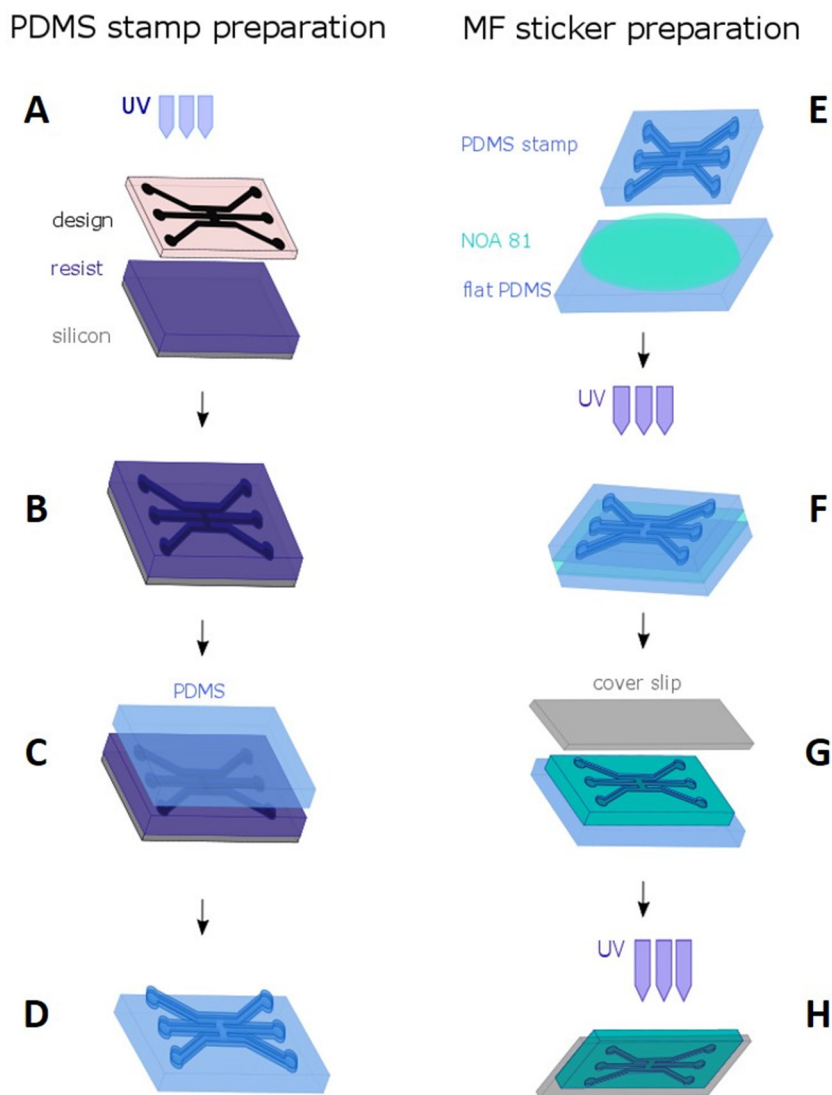 PDMS stamp preparation
A
UV
design
resist
silicon
B
PDMS
C
D
MF sticker preparation
E
PDMS stamp
NOA 81
flat PDMS
UV
F
cover slip
G
UV
H